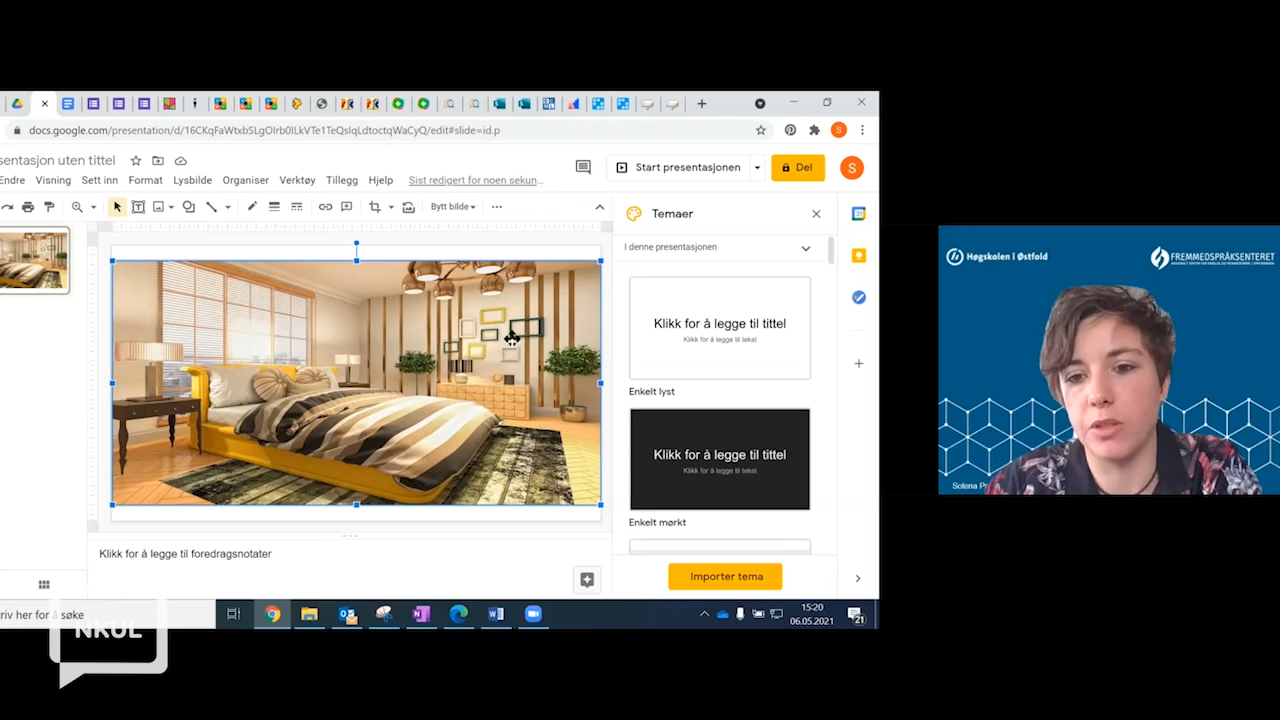 docs.google.com/presentation/d/16CKqFaWtxbSLgOIrb0ILkVTe1TeQsIqLdtoctqWaCyQ/edit#slide=id.p
S
sentasjon uten tittel
Start presentasjonen
Del
S
Endre Visning Sett inn Format Lysbilde Organiser Verktøy Tillegg Hjelp Sist redigert for noen sekun...
Bytt bilde
Temaer
I denne presentasjonen
Klikk for å legge til tittel
Klikk for å legge til tekst
Enkelt lyst
Klikk for å legge til tittel
Klikk for å legge til tekst
Enkelt mørkt
Importer tema
Klikk for å legge til foredragsnotater
riv her for å søke
15:20
06.05.2021
21
NKUL
Høgskolen i Østfold
FREMMEDSPRÅKSENTERET
Solena